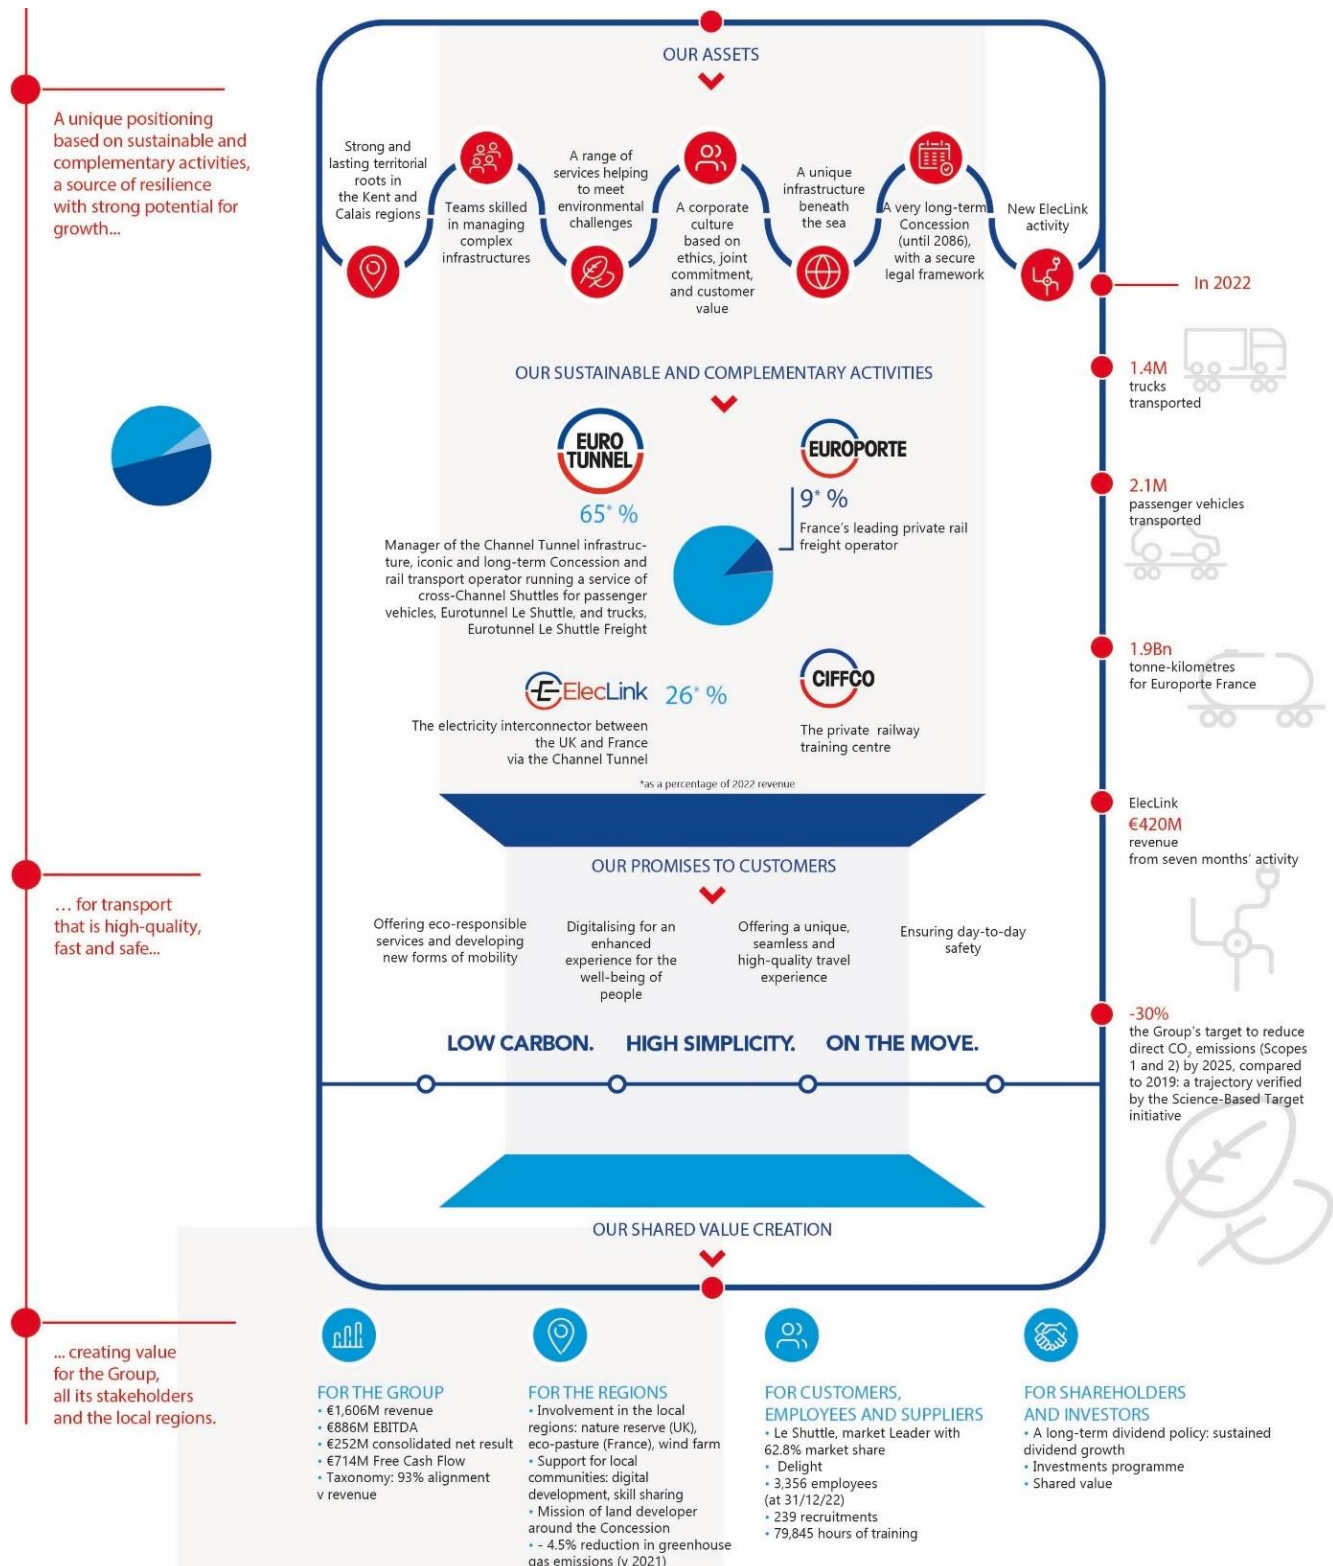 OUR ASSETS
A unique positioning
based on sustainable and
complementary activities,
a source of resilience
with strong potential for
growth...
Strong and
lasting territorial
roots in
the Kent and
Calais regions
Teams skilled
in managing
complex
infrastructures
A range of
services helping
to meet
environmental
challenges
A corporate
culture
based on
ethics, joint
commitment,
and customer
value
A unique
infrastructure
beneath
the sea
A very long-term
Concession
(until 2086),
with a secure
legal framework
New ElecLink
activity
In 2022
1.4M
trucks
transported
2.1M
passenger vehicles
transported
1.9Bn
tonne-kilometres
for Europorte France
ElecLink
€420M
revenue
from seven months' activity
-30%
the Group's target to reduce
direct CO₂ emissions (Scopes
1 and 2) by 2025, compared
to 2019: a trajectory verified
by the Science-Based Target
initiative
OUR SUSTAINABLE AND COMPLEMENTARY ACTIVITIES
EURO
TUNNEL
65* %
Manager of the Channel Tunnel infrastruc-
ture, iconic and long-term Concession and
rail transport operator running a service of
cross-Channel Shuttles for passenger
vehicles, Eurotunnel Le Shuttle, and trucks,
Eurotunnel Le Shuttle Freight
EUROPORTE
9* %
France's leading private rail
freight operator
ElecLink
26* %
The electricity interconnector between
the UK and France
via the Channel Tunnel
CIFFCO
The private railway
training centre
*as a percentage of 2022 revenue
... for transport
that is high-quality,
fast and safe...
OUR PROMISES TO CUSTOMERS
Offering eco-responsible
services and developing
new forms of mobility
Digitalising for an
enhanced
experience for the
well-being of
people
Offering a unique,
seamless and
high-quality travel
experience
Ensuring day-to-day
safety
LOW CARBON. HIGH SIMPLICITY. ON THE MOVE.
OUR SHARED VALUE CREATION
... creating value
for the Group,
all its stakeholders
and the local regions.
FOR THE GROUP
• €1,606M revenue
• €886M EBITDA
• €252M consolidated net result
• €714M Free Cash Flow
• Taxonomy: 93% alignment
v revenue
FOR THE REGIONS
• Involvement in the local
regions: nature reserve (UK),
eco-pasture (France), wind farm
• Support for local
communities: digital
development, skill sharing
• Mission of land developer
around the Concession
• - 4.5% reduction in greenhouse
gas emissions (v 2021)
FOR CUSTOMERS,
EMPLOYEES AND SUPPLIERS
• Le Shuttle, market Leader with
62.8% market share
• Delight
• 3,356 employees
(at 31/12/22)
• 239 recruitments
• 79,845 hours of training
FOR SHAREHOLDERS
AND INVESTORS
• A long-term dividend policy: sustained
dividend growth
• Investments programme
• Shared value